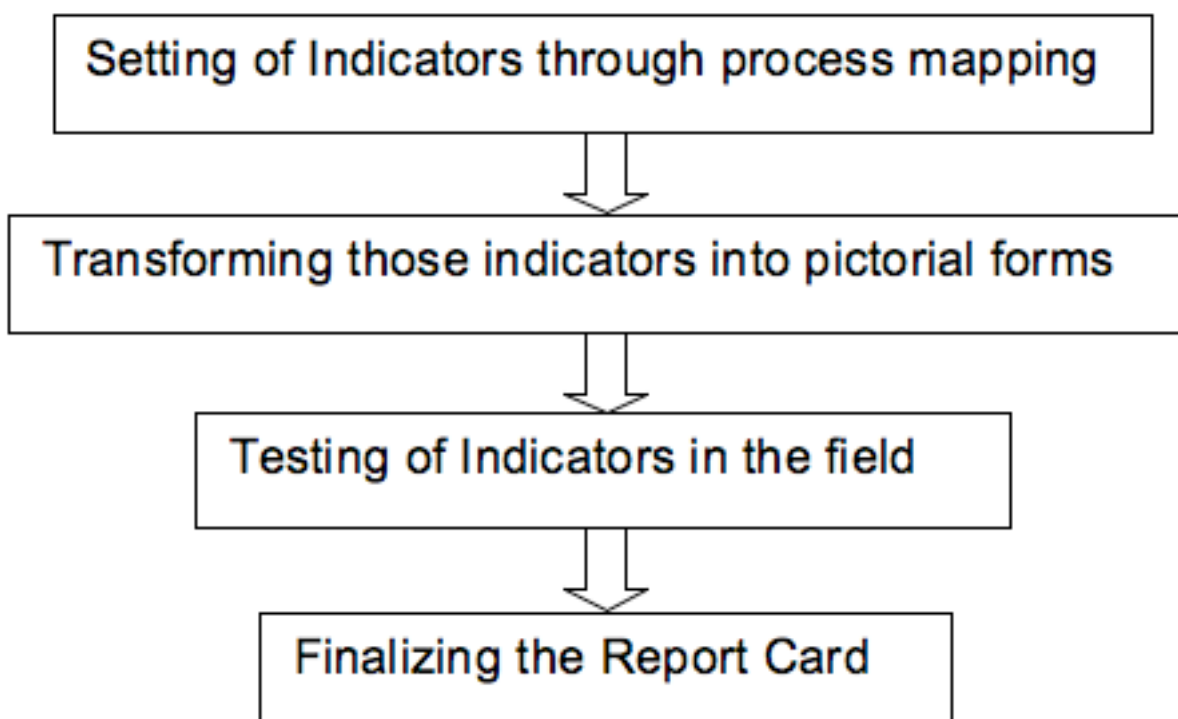 Setting of Indicators through process mapping
Transforming those indicators into pictorial forms
Testing of Indicators in the field
Finalizing the Report Card